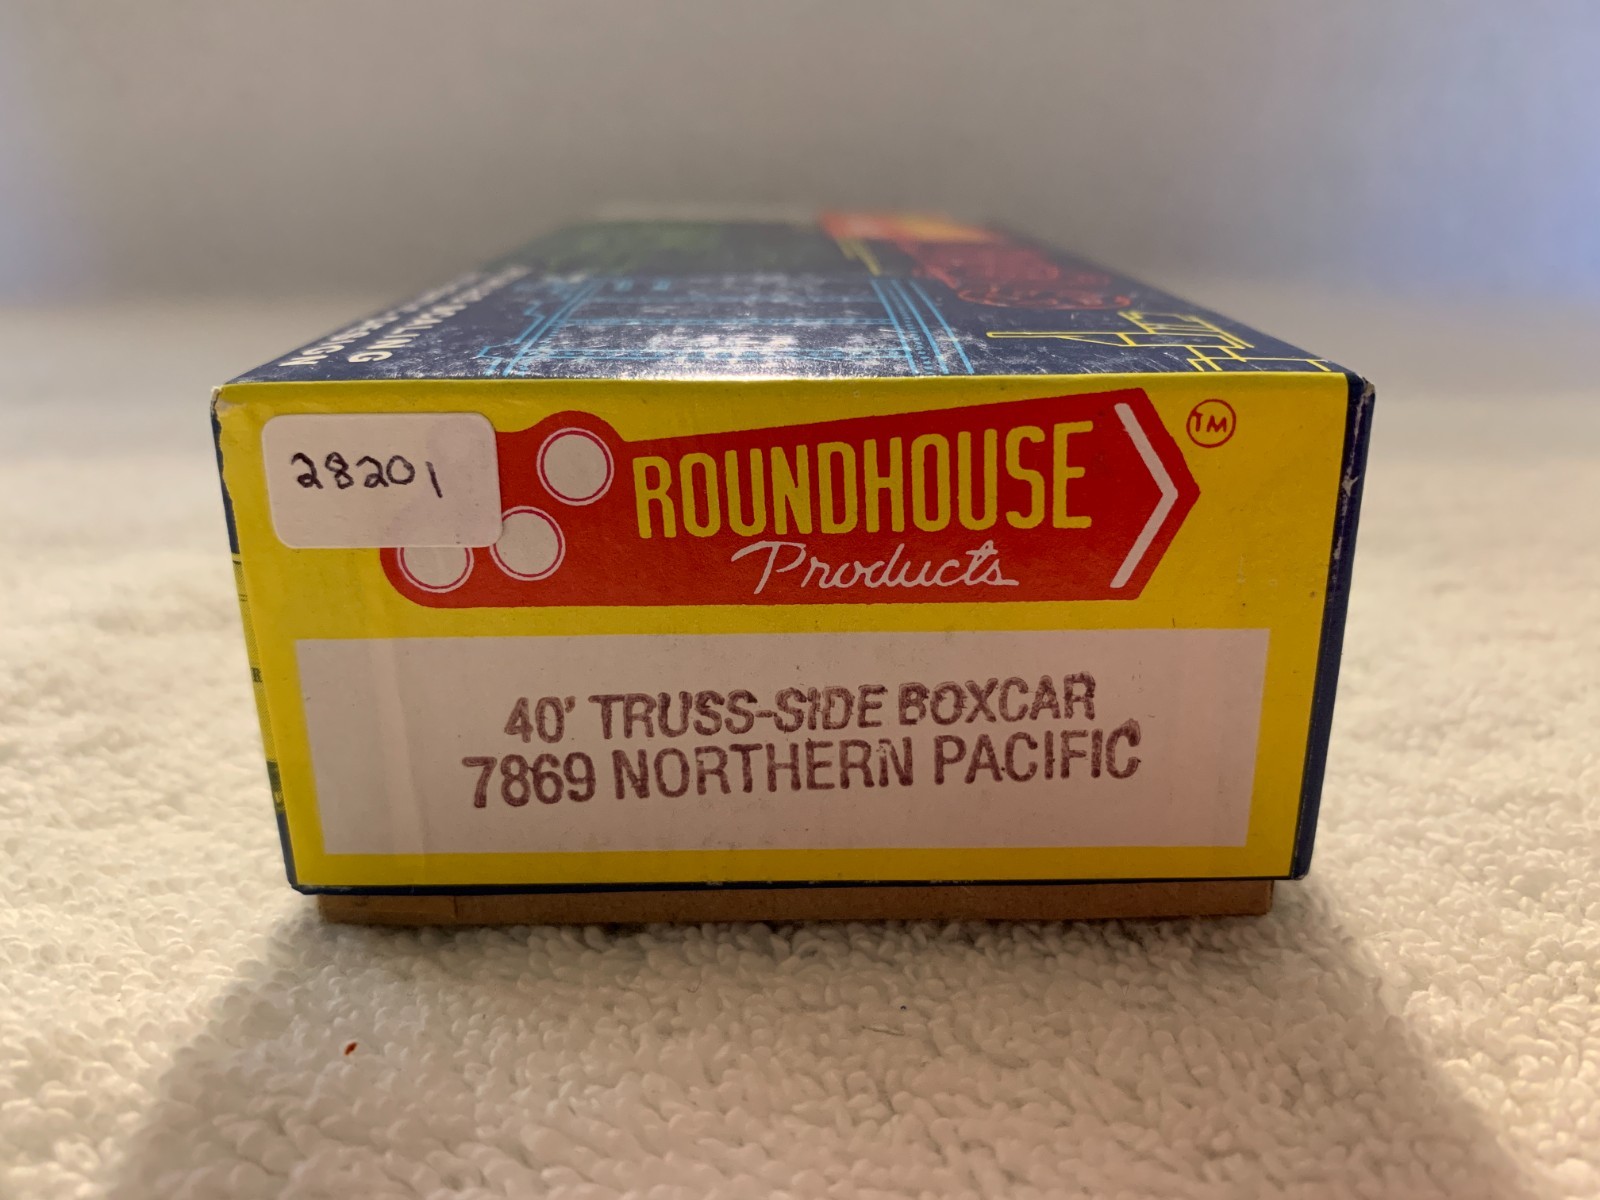 28201
ROUNDHOUSE
Products
TM
40' TRUSS-SIDE BOXCAR
7869 NORTHERN PACIFIC